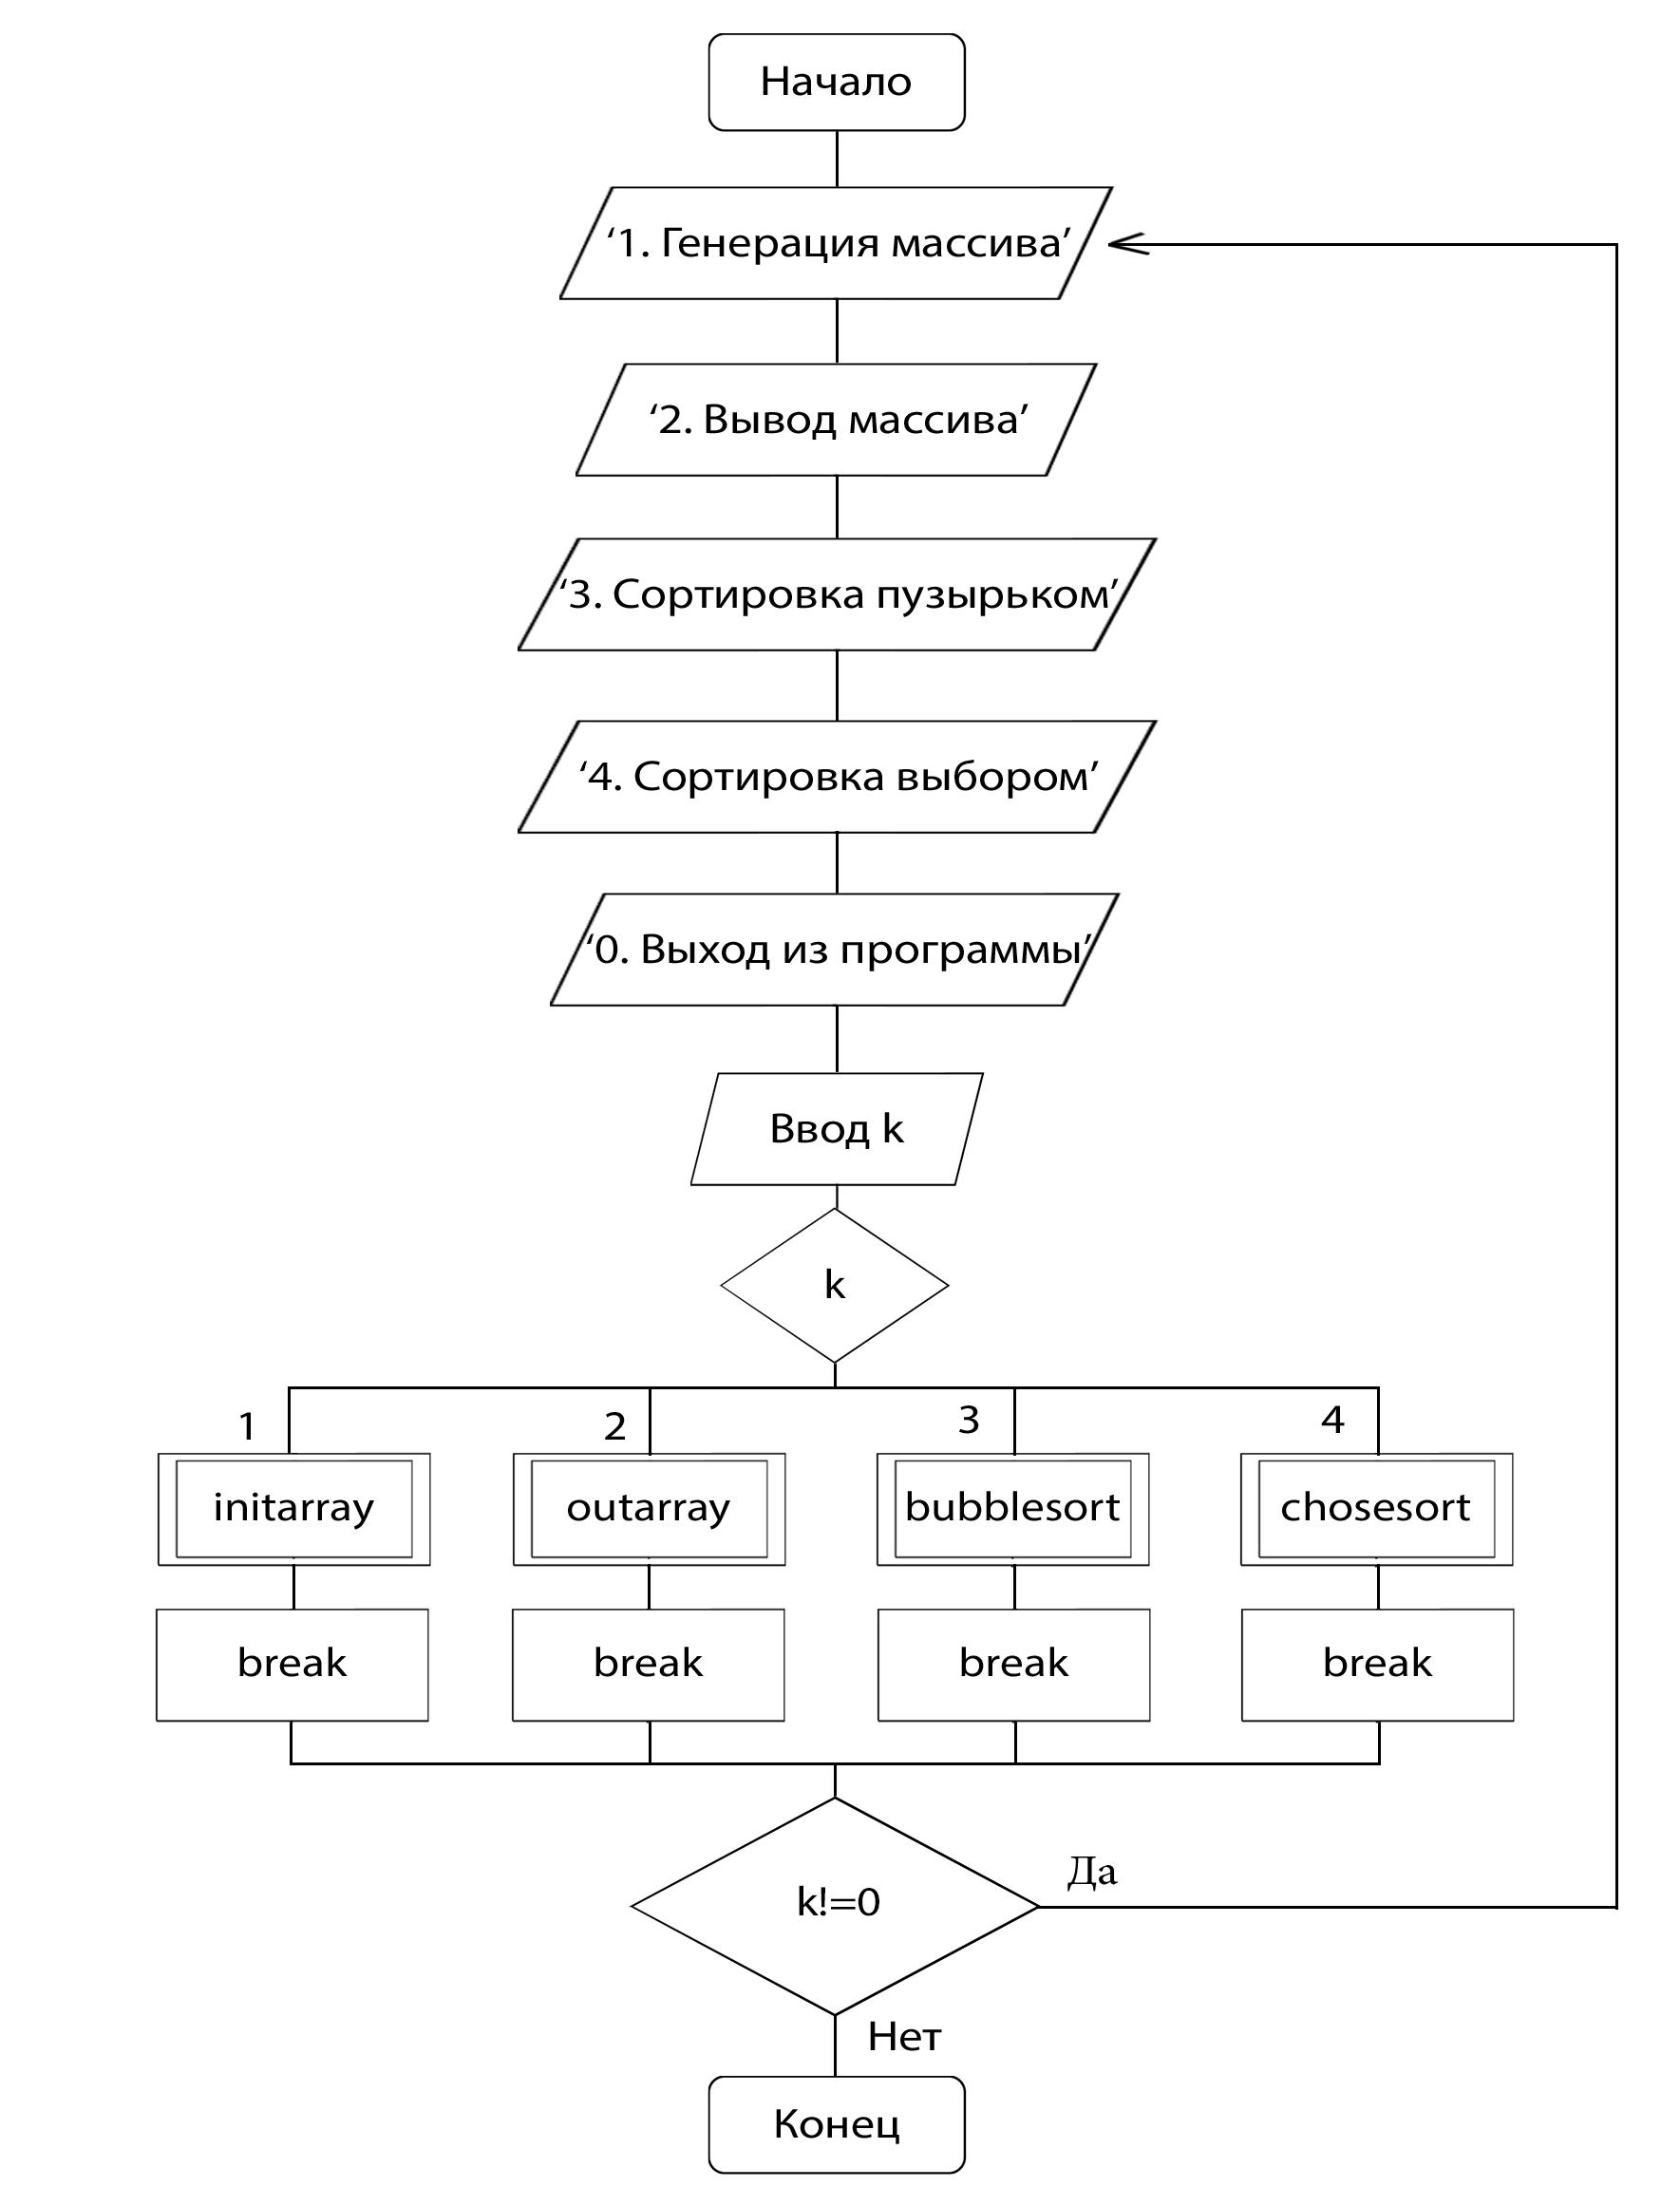 Начало
‘1. Генерация массива’
‘2. Вывод массива’
‘3. Сортировка пузырьком’
‘4. Сортировка выбором’
‘0. Выход из программы’
Ввод k
k
1 2 3 4
initarray outarray bubblesort chosesort
break break break break
k!=0
Да
Нет
Конец